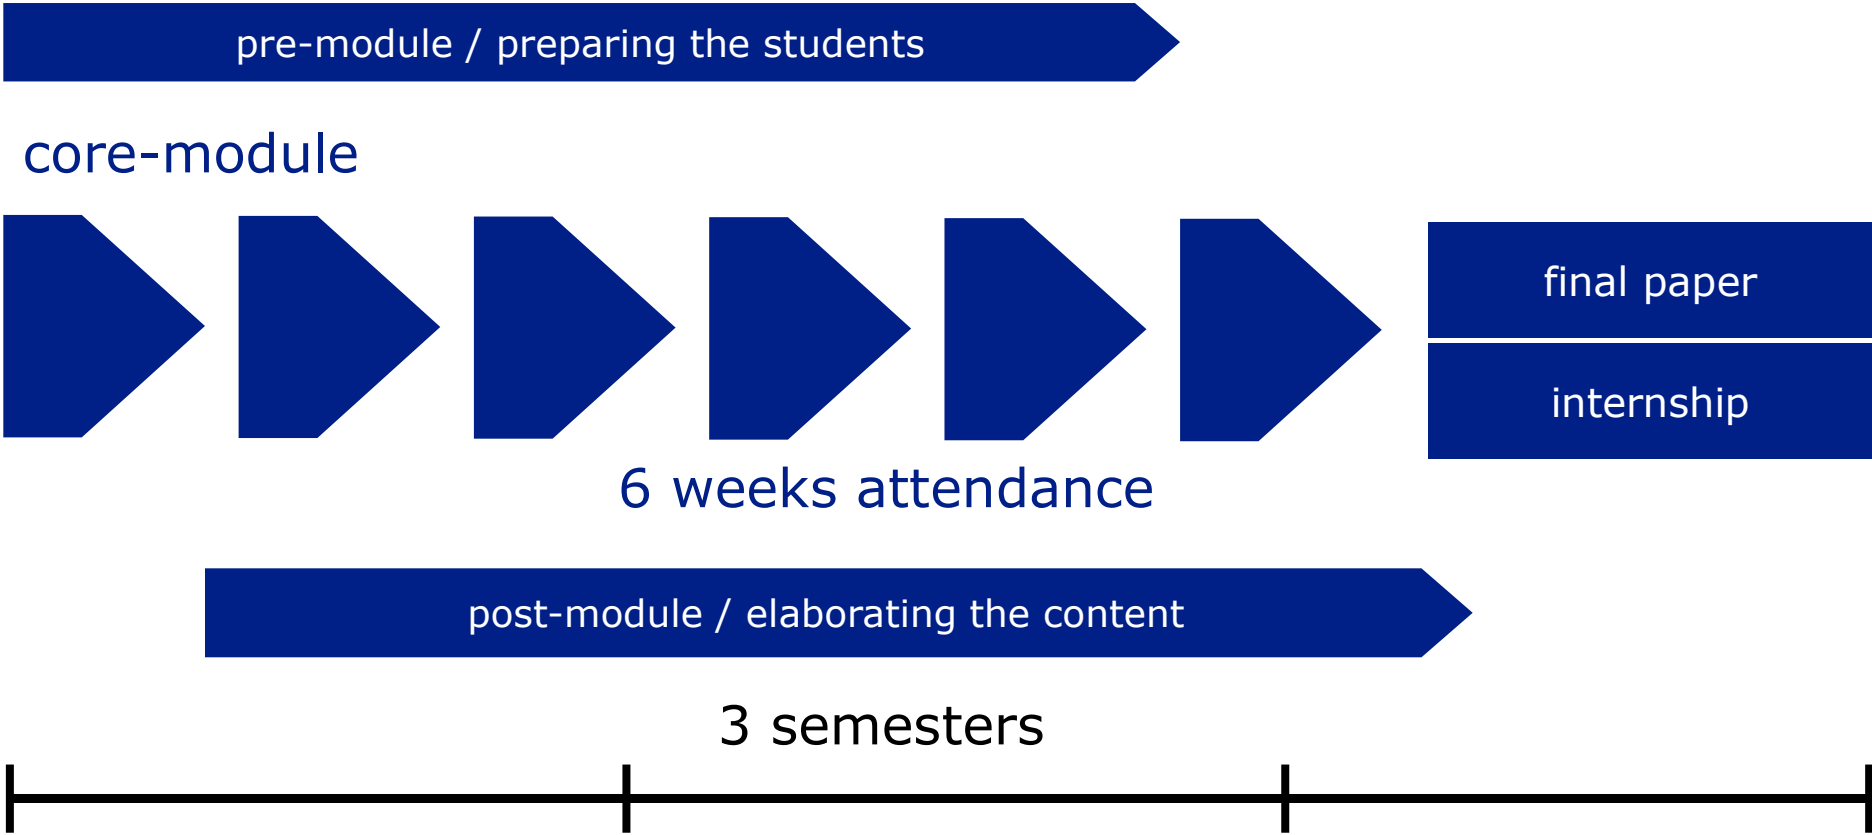 pre-module / preparing the students
core-module
final paper
internship
6 weeks attendance
post-module / elaborating the content
3 semesters